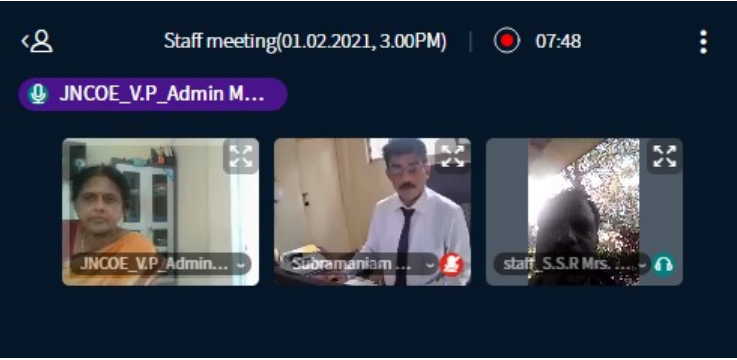 Staff meeting(01.02.2021, 3.00PM) | 07:48
JNCOE_V.P_Admin M...
JNCOE_V.P_Admin...
Subramaniam ...
staff_S.S.R Mrs. ...